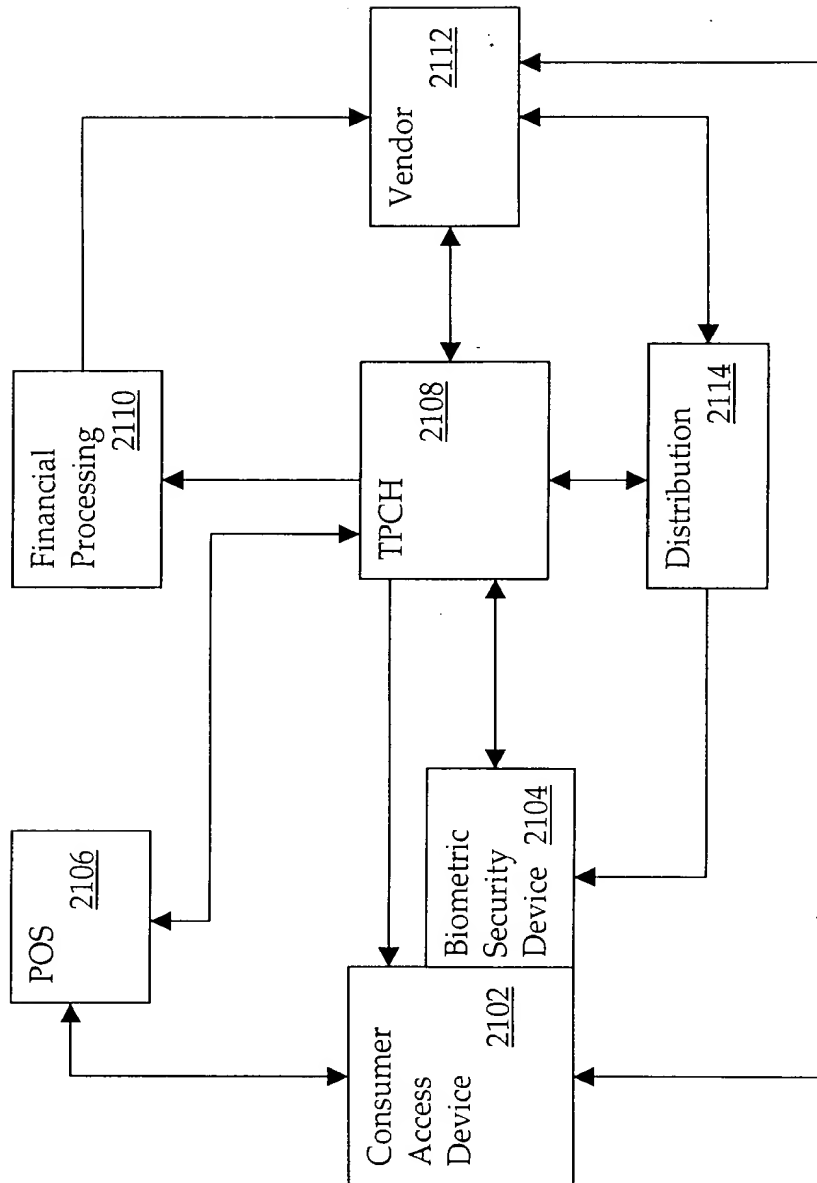 POS
2106
Financial
Processing
2110
Consumer
Access
Device
2102
Biometric
Security
Device 2104
TPCH
2108
Vendor
2112
Distribution
2114